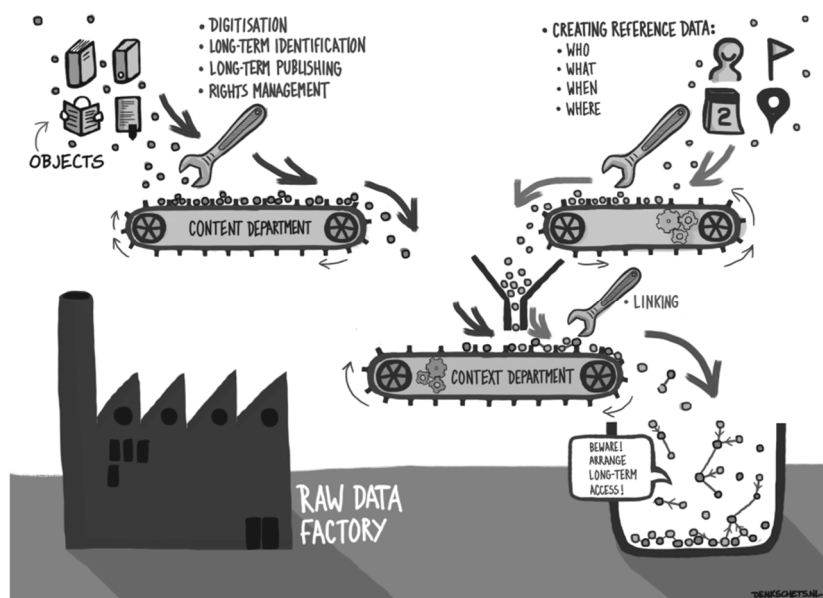 • DIGITISATION
• LONG-TERM IDENTIFICATION
• LONG-TERM PUBLISHING
• RIGHTS MANAGEMENT
OBJECTS
• CREATING REFERENCE DATA:
• WHO
• WHAT
• WHEN
• WHERE
2
CONTENT DEPARTMENT
• LINKING
CONTEXT DEPARTMENT
BEWARE!
ARRANGE
LONG-TERM
ACCESS!
RAW DATA
FACTORY
DENKSCHETS.NL